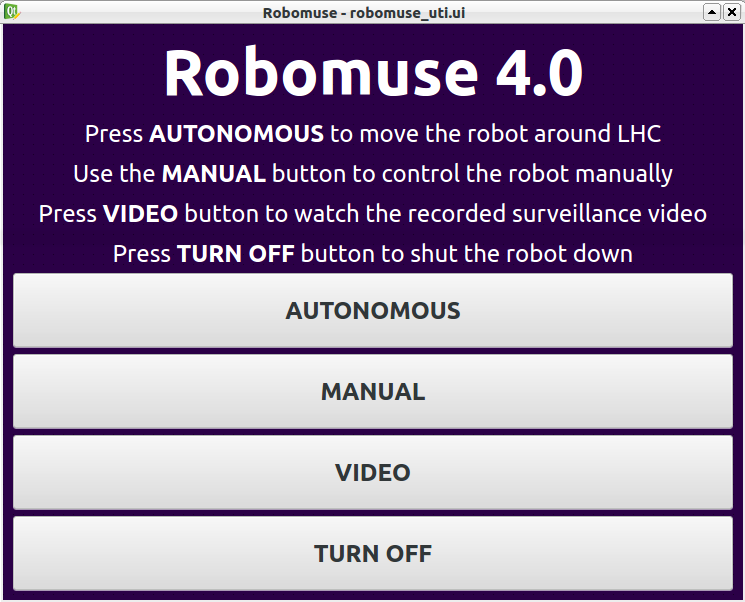 Robomuse - robomuse_uti.ui
Robomuse 4.0
Press AUTONOMOUS to move the robot around LHC
Use the MANUAL button to control the robot manually
Press VIDEO button to watch the recorded surveillance video
Press TURN OFF button to shut the robot down
AUTONOMOUS
MANUAL
VIDEO
TURN OFF